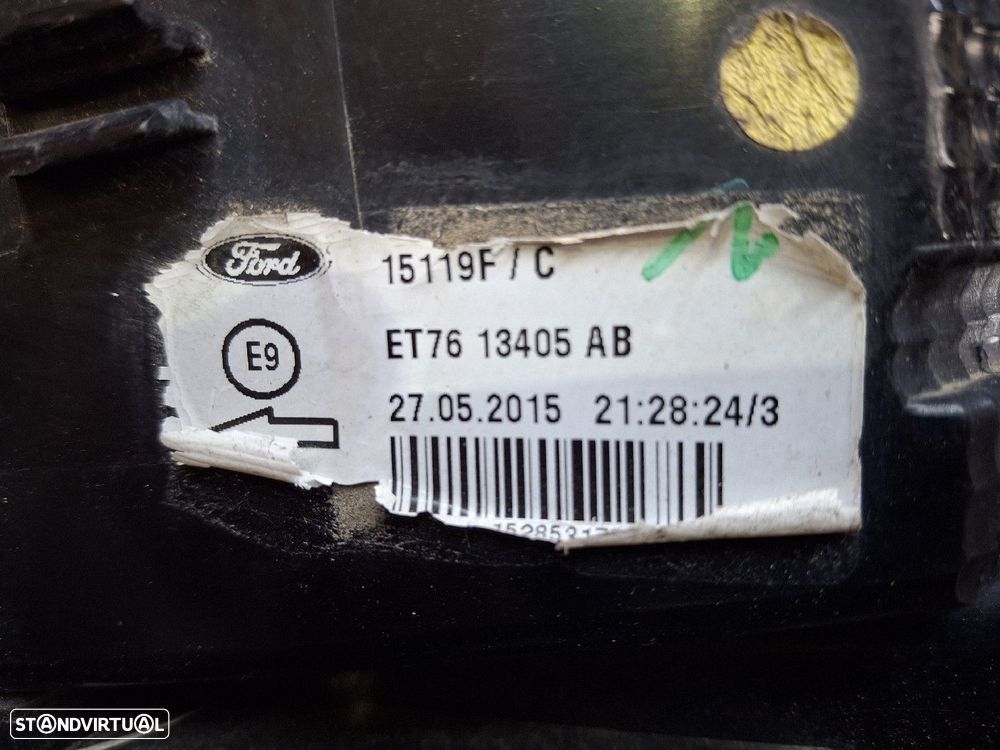 Ford
15119F / C
E9
ET76 13405 AB
27.05.2015 21:28:24/3
STANDVIRTUAL